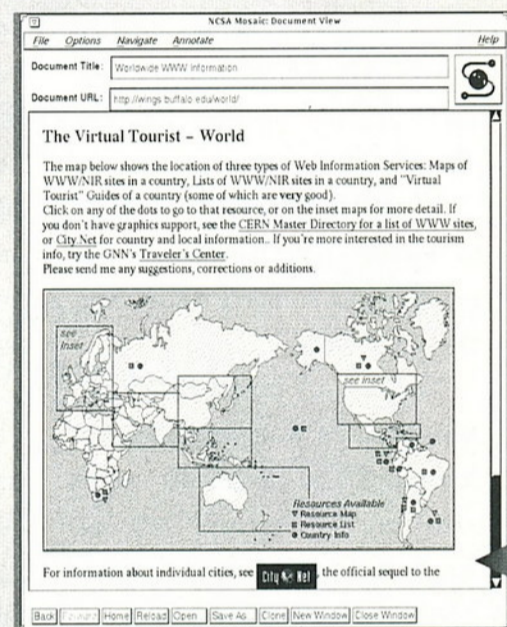 NCSA Mosaic: Document View
File Options Navigate Annotate Help
Document Title: Worldwide WWW Information
Document URL: http://wings.buffalo.edu/world/
The Virtual Tourist – World
The map below shows the location of three types of Web Information Services: Maps of
WWW/NIR sites in a country, Lists of WWW/NIR sites in a country, and "Virtual
Tourist" Guides of a country (some of which are very good).
Click on any of the dots to go to that resource, or on the inset maps for more detail. If
you don't have graphics support, see the CERN Master Directory for a list of WWW sites,
or City.Net for country and local information.. If you're more interested in the tourism
info, try the GNN's Traveler's Center.
Please send me any suggestions, corrections or additions.
see
Inset
see Inset
Resources Available
Resource Map
Resource List
Country Info
For information about individual cities, see City Net, the official sequel to the
Back Forward Home Reload Open... Save As... Clone New Window Close Window